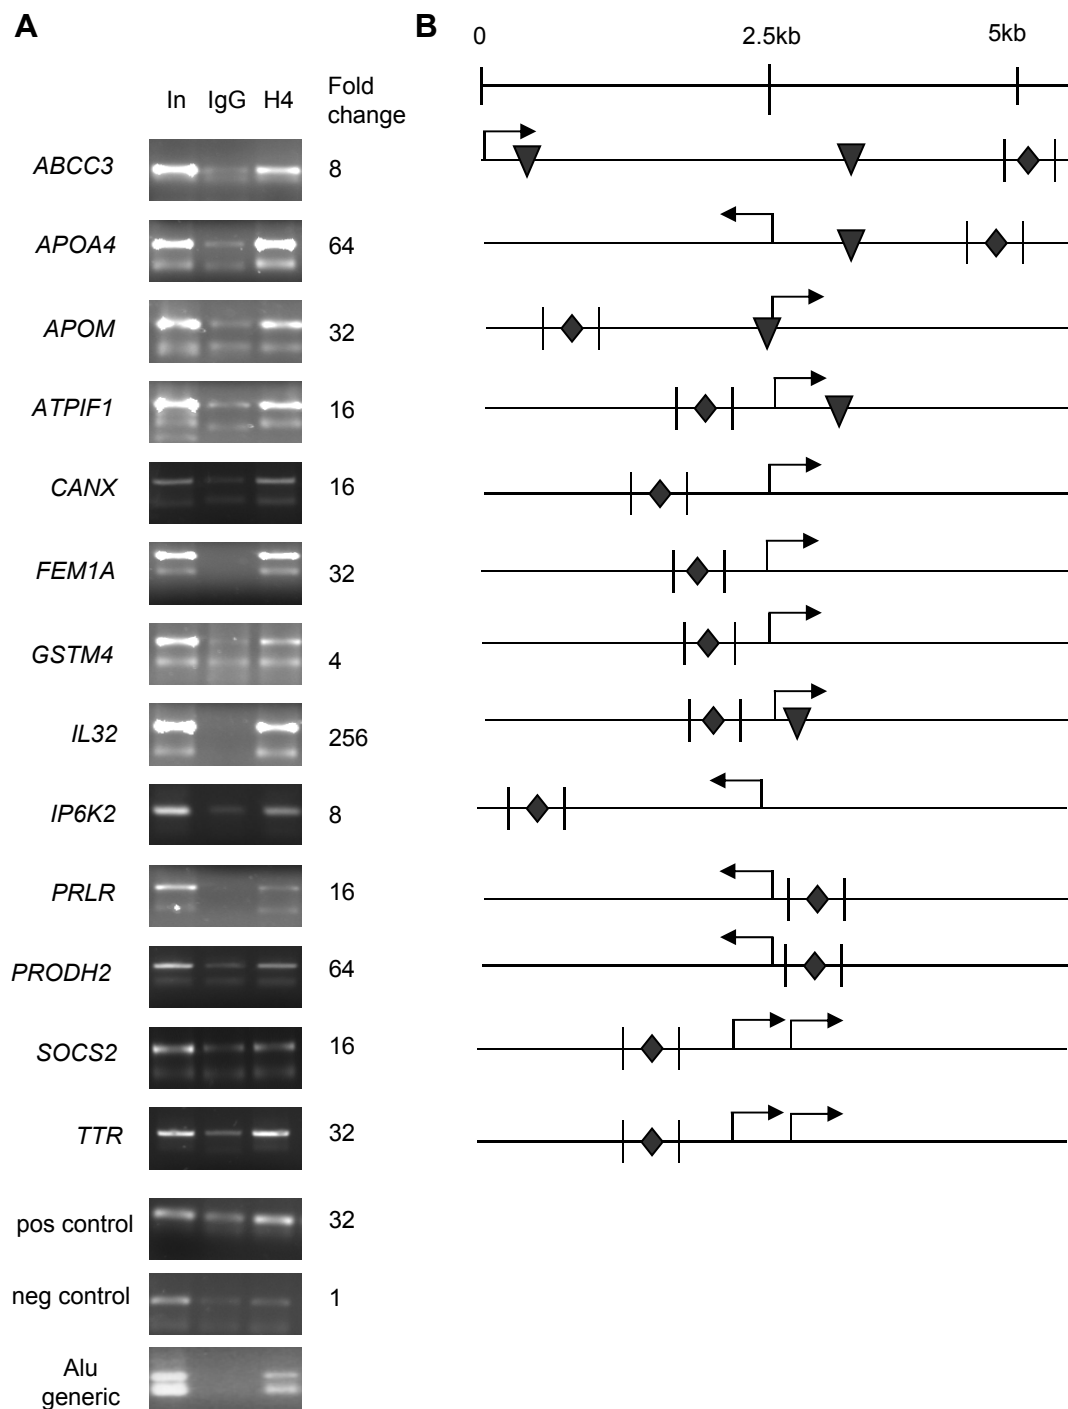 A
B
0
2.5kb
5kb
In IgG H4
Fold
change
ABCC3 8
APOA4 64
APOM 32
ATPIF1 16
CANX 16
FEM1A 32
GSTM4 4
IL32 256
IP6K2 8
PRLR 16
PRODH2 64
SOCS2 16
TTR 32
pos control 32
neg control 1
Alu
generic